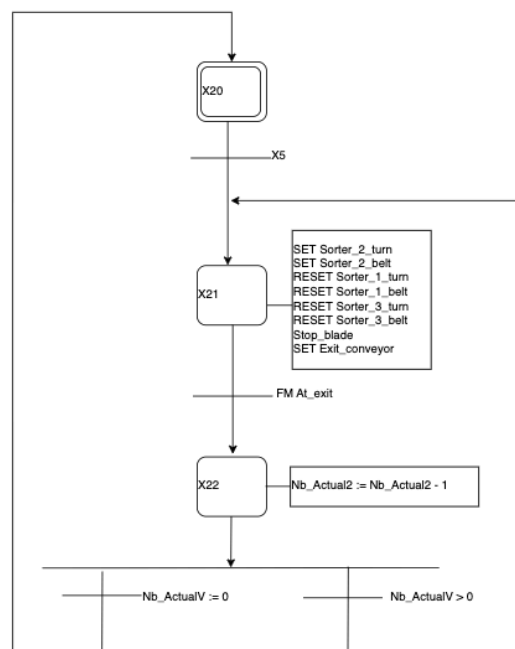 X20
X5
SET Sorter_2_turn
SET Sorter_2_belt
RESET Sorter_1_turn
RESET Sorter_1_belt
RESET Sorter_3_turn
RESET Sorter_3_belt
Stop_blade
SET Exit_conveyor
X21
FM At_exit
X22
Nb_Actual2 := Nb_Actual2 - 1
Nb_ActualV := 0
Nb_ActualV > 0